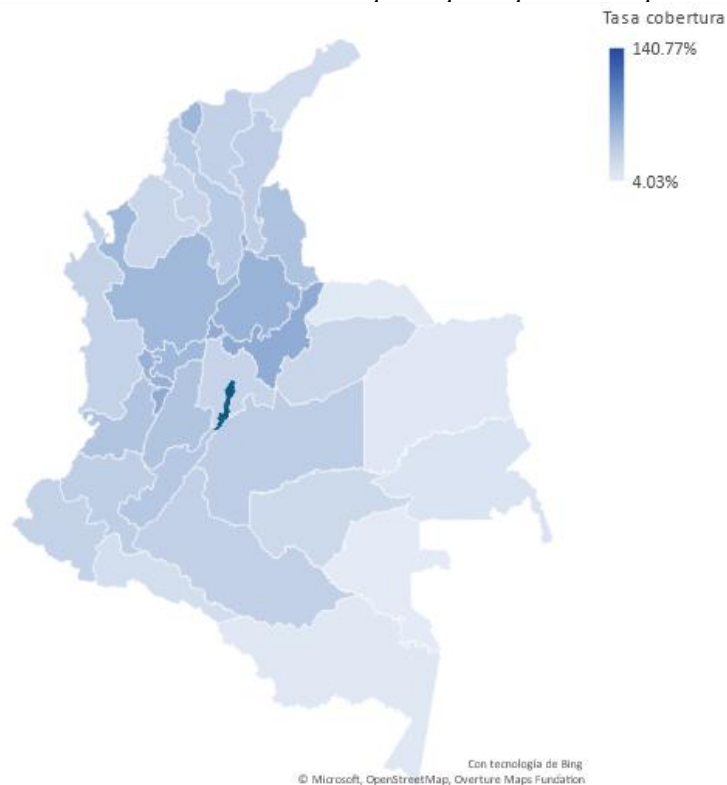 Tasa cobertura
140.77%
4.03%
Con tecnología de Bing
© Microsoft, OpenStreetMap, Overture Maps Fundation